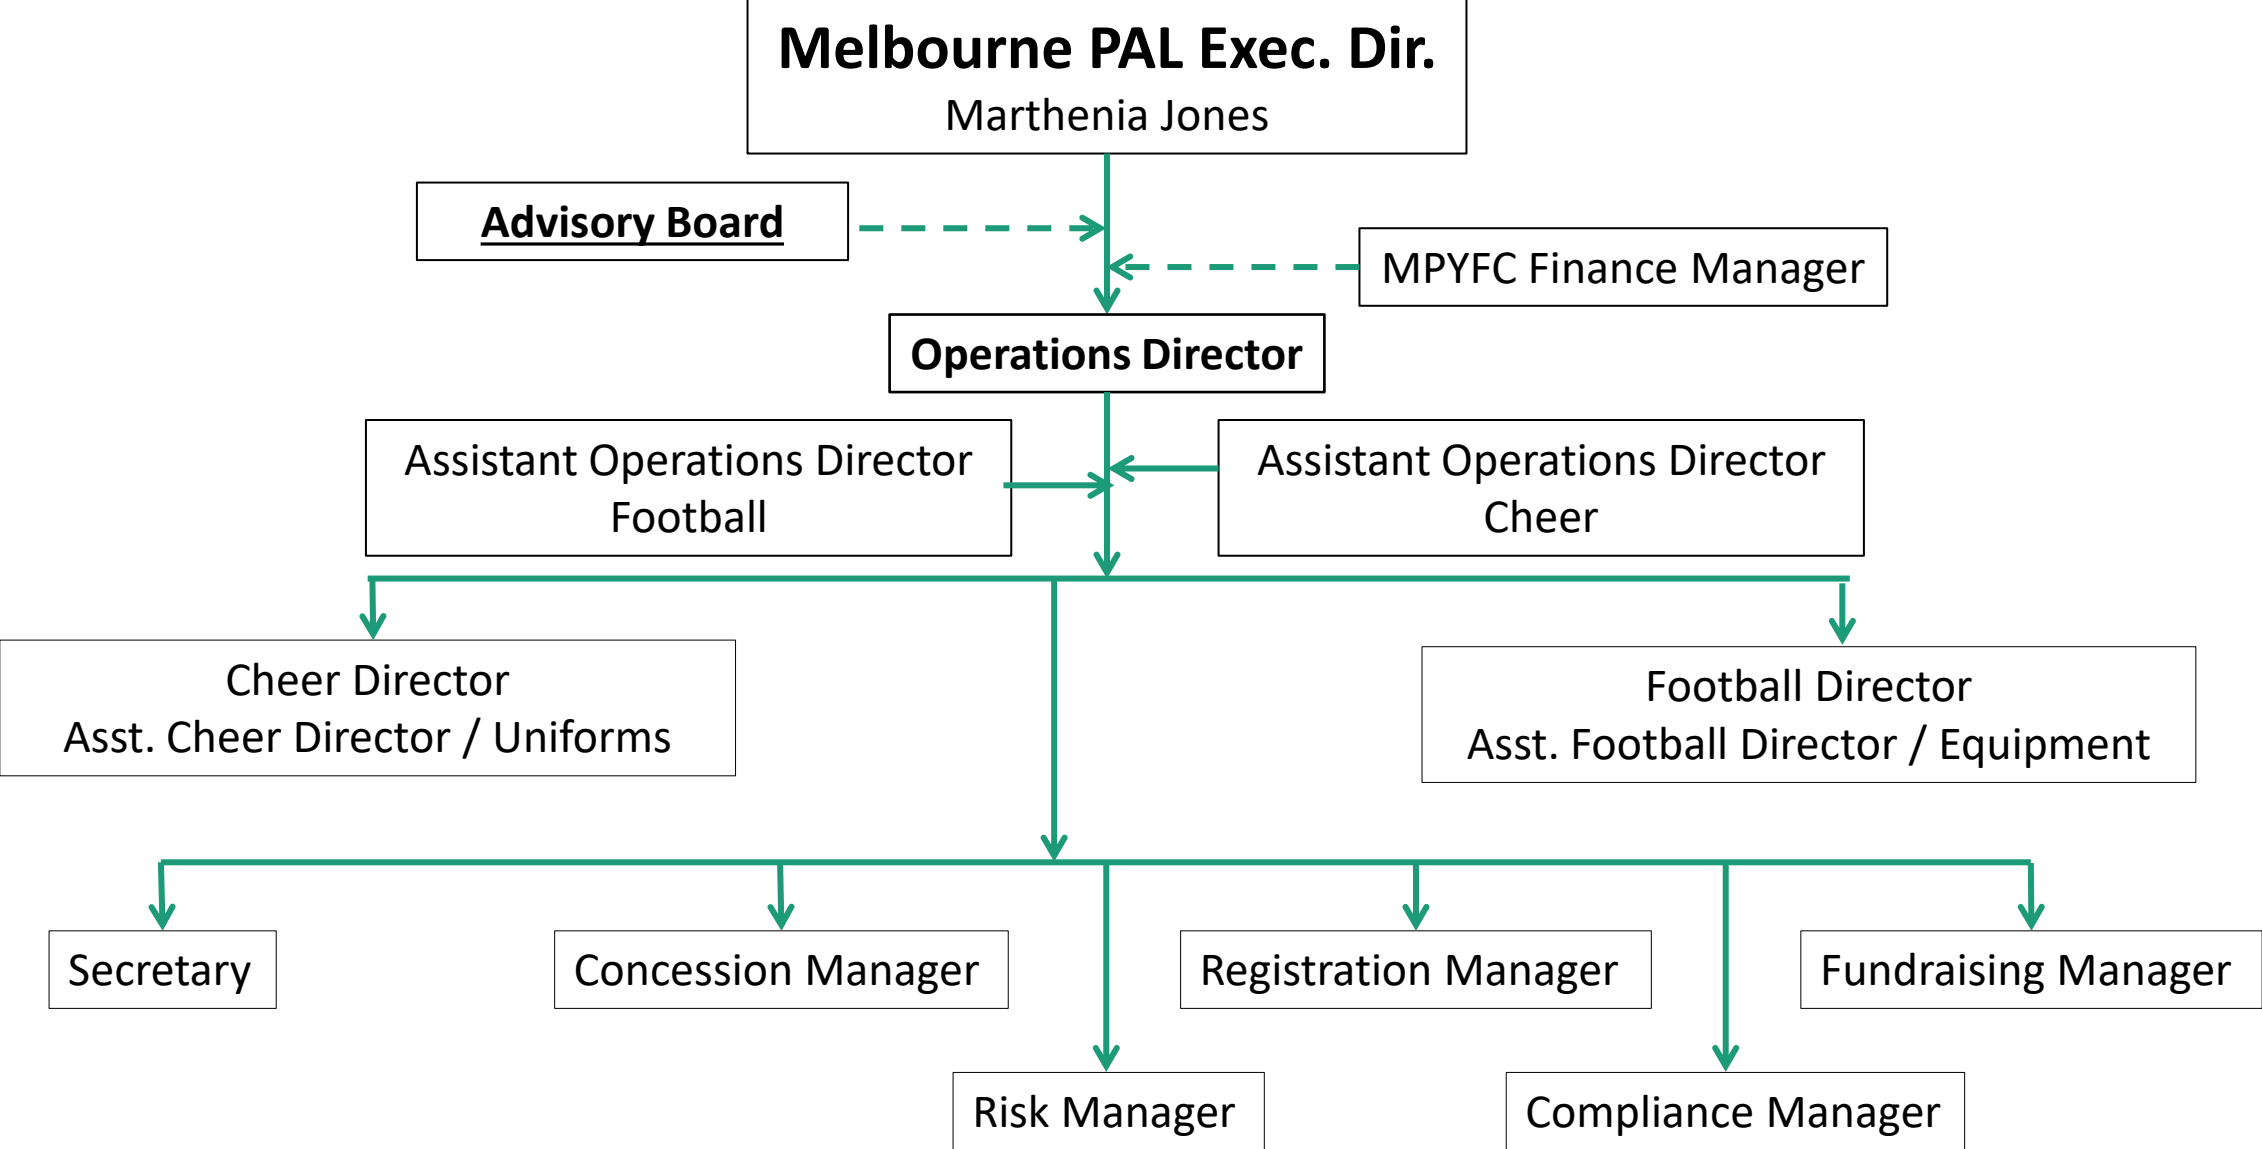 Melbourne PAL Exec. Dir.
Marthenia Jones
Advisory Board
MPYFC Finance Manager
Operations Director
Assistant Operations Director
Football
Assistant Operations Director
Cheer
Cheer Director
Asst. Cheer Director / Uniforms
Football Director
Asst. Football Director / Equipment
Secretary
Concession Manager
Registration Manager
Fundraising Manager
Risk Manager
Compliance Manager